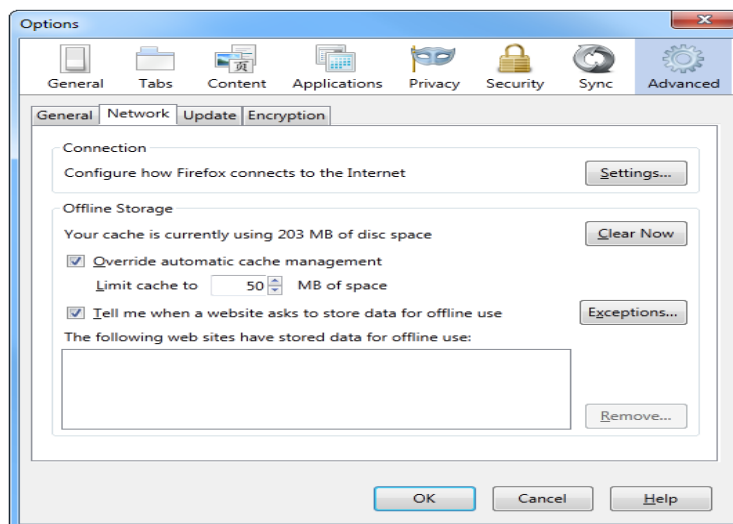 Options
General Tabs Content Applications Privacy Security Sync Advanced
General Network Update Encryption
Connection
Configure how Firefox connects to the Internet Settings...
Offline Storage
Your cache is currently using 203 MB of disc space Clear Now
Override automatic cache management
Limit cache to 50 MB of space
Tell me when a website asks to store data for offline use Exceptions...
The following web sites have stored data for offline use:
Remove...
OK Cancel Help